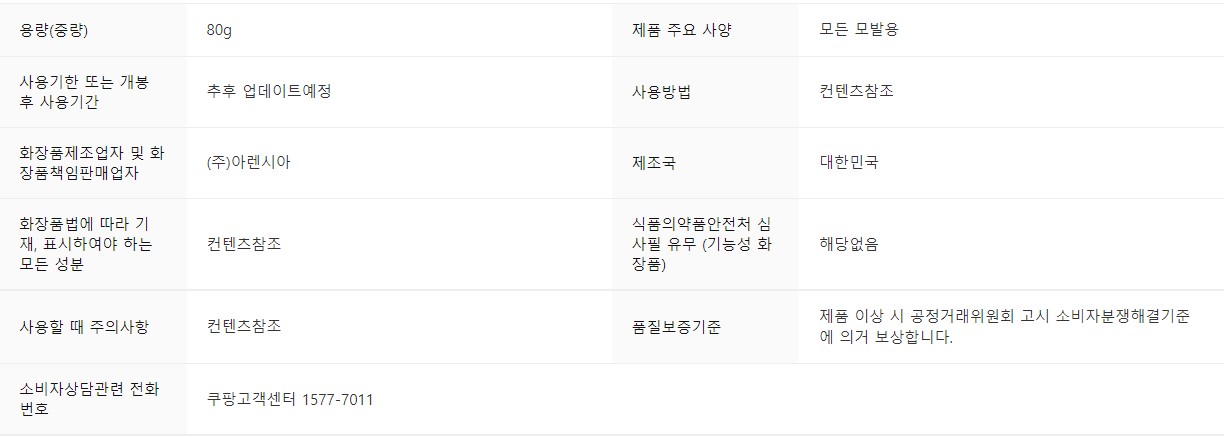 용량(중량)
80g
제품 주요 사양
모든 모발용
사용기한 또는 개봉
후 사용기간
추후 업데이트예정
사용방법
컨텐츠참조
화장품제조업자 및 화
장품책임판매업자
(주)아렌시아
제조국
대한민국
화장품법에 따라 기
재, 표시하여야 하는
모든 성분
컨텐츠참조
식품의약품안전처 심
사필 유무 (기능성 화
장품)
해당없음
사용할 때 주의사항
컨텐츠참조
품질보증기준
제품 이상 시 공정거래위원회 고시 소비자분쟁해결기준
에 의거 보상합니다.
소비자상담관련 전화
번호
쿠팡고객센터 1577-7011